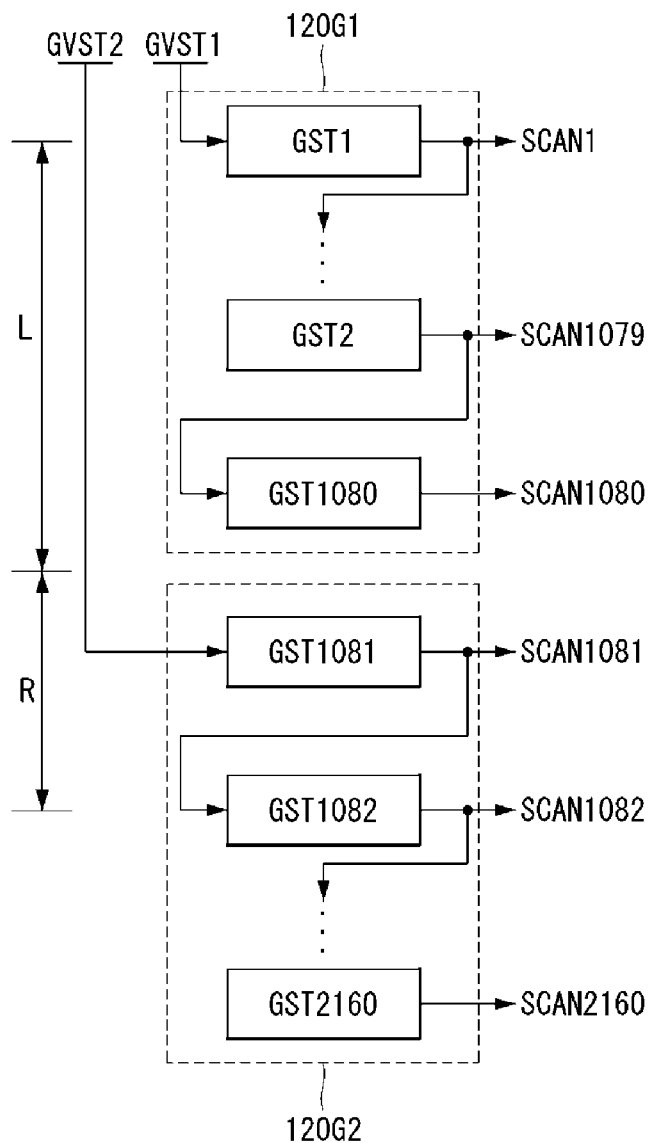 120G1
GVST2 GVST1
GST1 SCAN1
L
GST2 SCAN1079
GST1080 SCAN1080
GST1081 SCAN1081
R
GST1082 SCAN1082
GST2160 SCAN2160
120G2